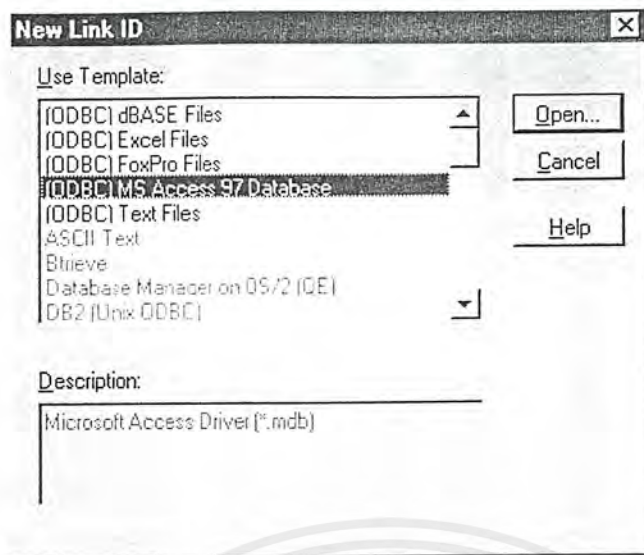 New Link ID
Use Template:
(ODBC) dBASE Files
(ODBC) Excel Files
(ODBC) FoxPro Files
(ODBC) MS Access 97 Database
(ODBC) Text Files
ASCII Text
Btrieve
Database Manager on OS/2 (QE)
DB2 (Unix ODBC)
Open...
Cancel
Help
Description:
Microsoft Access Driver (*.mdb)